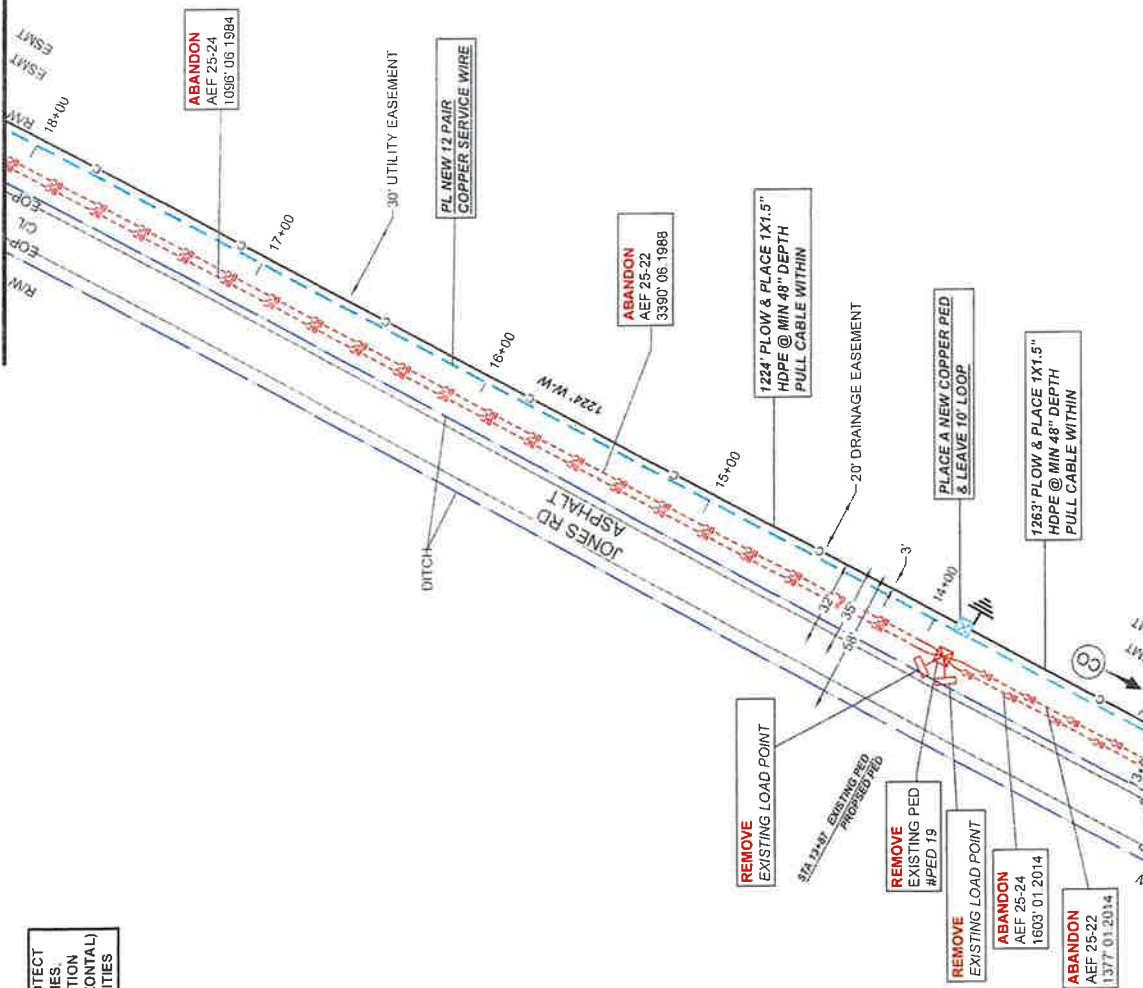 ESMT
ESMT
R/W
18+00
EOP
C/L
EOP
R/W
ABANDON
AEF 25-24
1096' 06 1984
30' UTILITY EASEMENT
17+00
PL NEW 12 PAIR
COPPER SERVICE WIRE
16+00
1224' W-W
ABANDON
AEF 25-22
3390' 06.1988
1224' PLOW & PLACE 1X1.5"
HDPE @ MIN 48" DEPTH
PULL CABLE WITHIN
15+00
20' DRAINAGE EASEMENT
DITCH
JONES RD
ASPHALT
32'
35'
58'
3'
14+00
PLACE A NEW COPPER PED
& LEAVE 10' LOOP
1263' PLOW & PLACE 1X1.5"
HDPE @ MIN 48" DEPTH
PULL CABLE WITHIN
CO
REMOVE
EXISTING LOAD POINT
STA 13+87 EXISTING PED
PROPSED PED
REMOVE
EXISTING PED
#PED 19
REMOVE
EXISTING LOAD POINT
ABANDON
AEF 25-24
1603' 01.2014
ABANDON
AEF 25-22
1377' 01.2014
OTECT
IES.
TION
ZONTAL)
ITIES